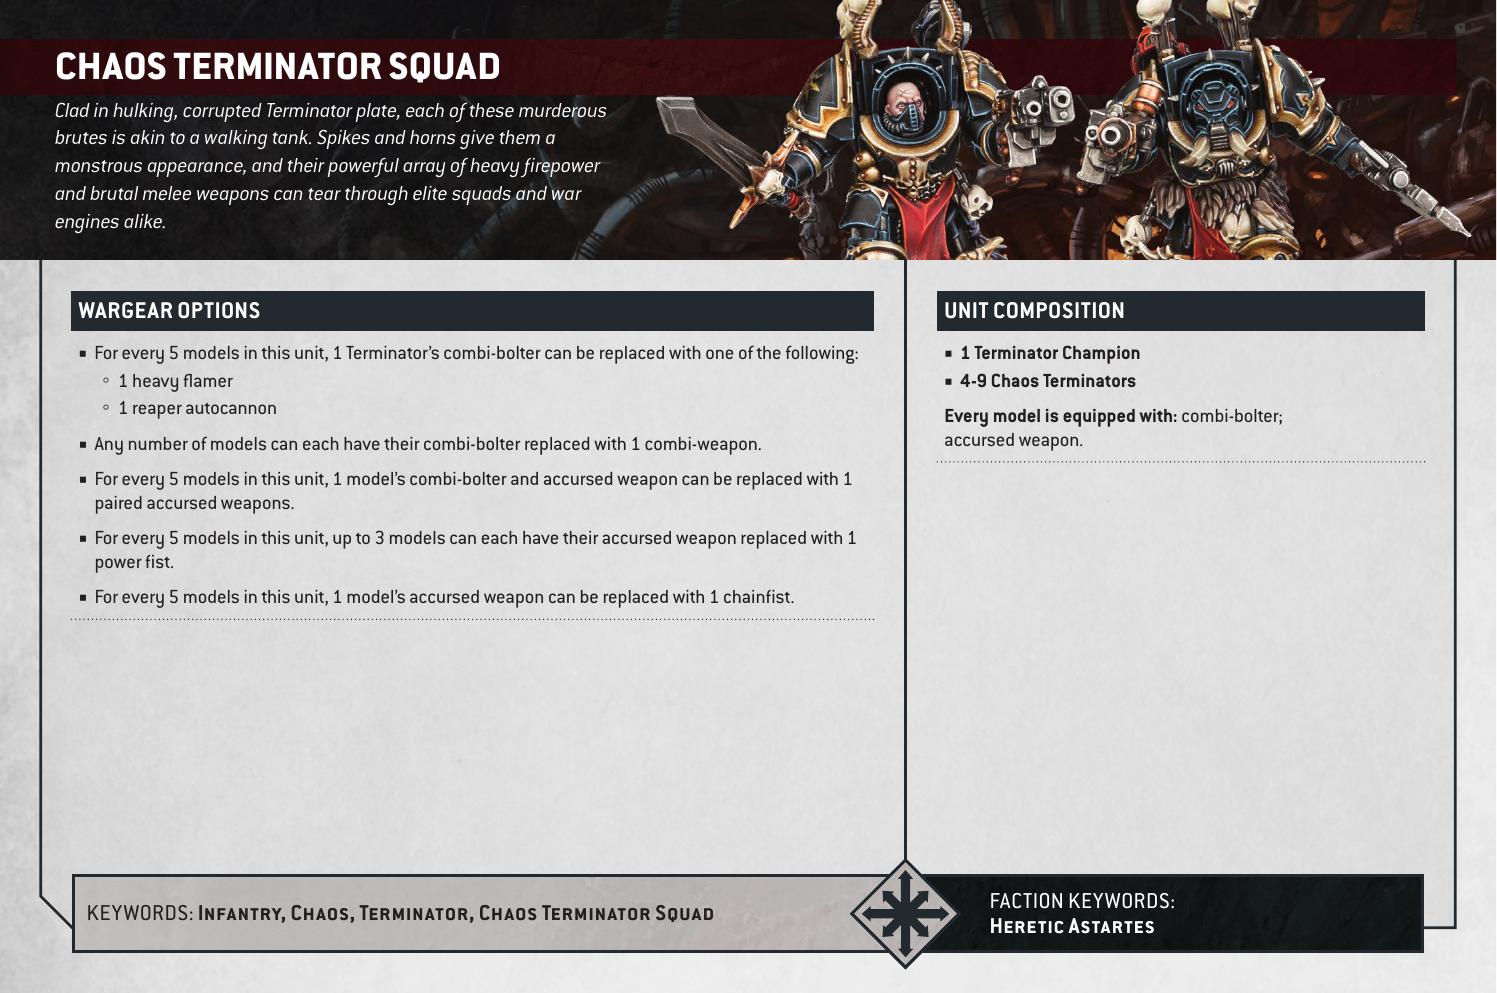 CHAOS TERMINATOR SQUAD
Clad in hulking, corrupted Terminator plate, each of these murderous
brutes is akin to a walking tank. Spikes and horns give them a
monstrous appearance, and their powerful array of heavy firepower
and brutal melee weapons can tear through elite squads and war
engines alike.
WARGEAR OPTIONS
▪ For every 5 models in this unit, 1 Terminator’s combi-bolter can be replaced with one of the following:
◦ 1 heavy flamer
◦ 1 reaper autocannon
▪ Any number of models can each have their combi-bolter replaced with 1 combi-weapon.
▪ For every 5 models in this unit, 1 model’s combi-bolter and accursed weapon can be replaced with 1
paired accursed weapons.
▪ For every 5 models in this unit, up to 3 models can each have their accursed weapon replaced with 1
power fist.
▪ For every 5 models in this unit, 1 model’s accursed weapon can be replaced with 1 chainfist.
UNIT COMPOSITION
▪ 1 Terminator Champion
▪ 4-9 Chaos Terminators
Every model is equipped with: combi-bolter;
accursed weapon.
KEYWORDS: Infantry, Chaos, Terminator, Chaos Terminator Squad
FACTION KEYWORDS:
Heretic Astartes